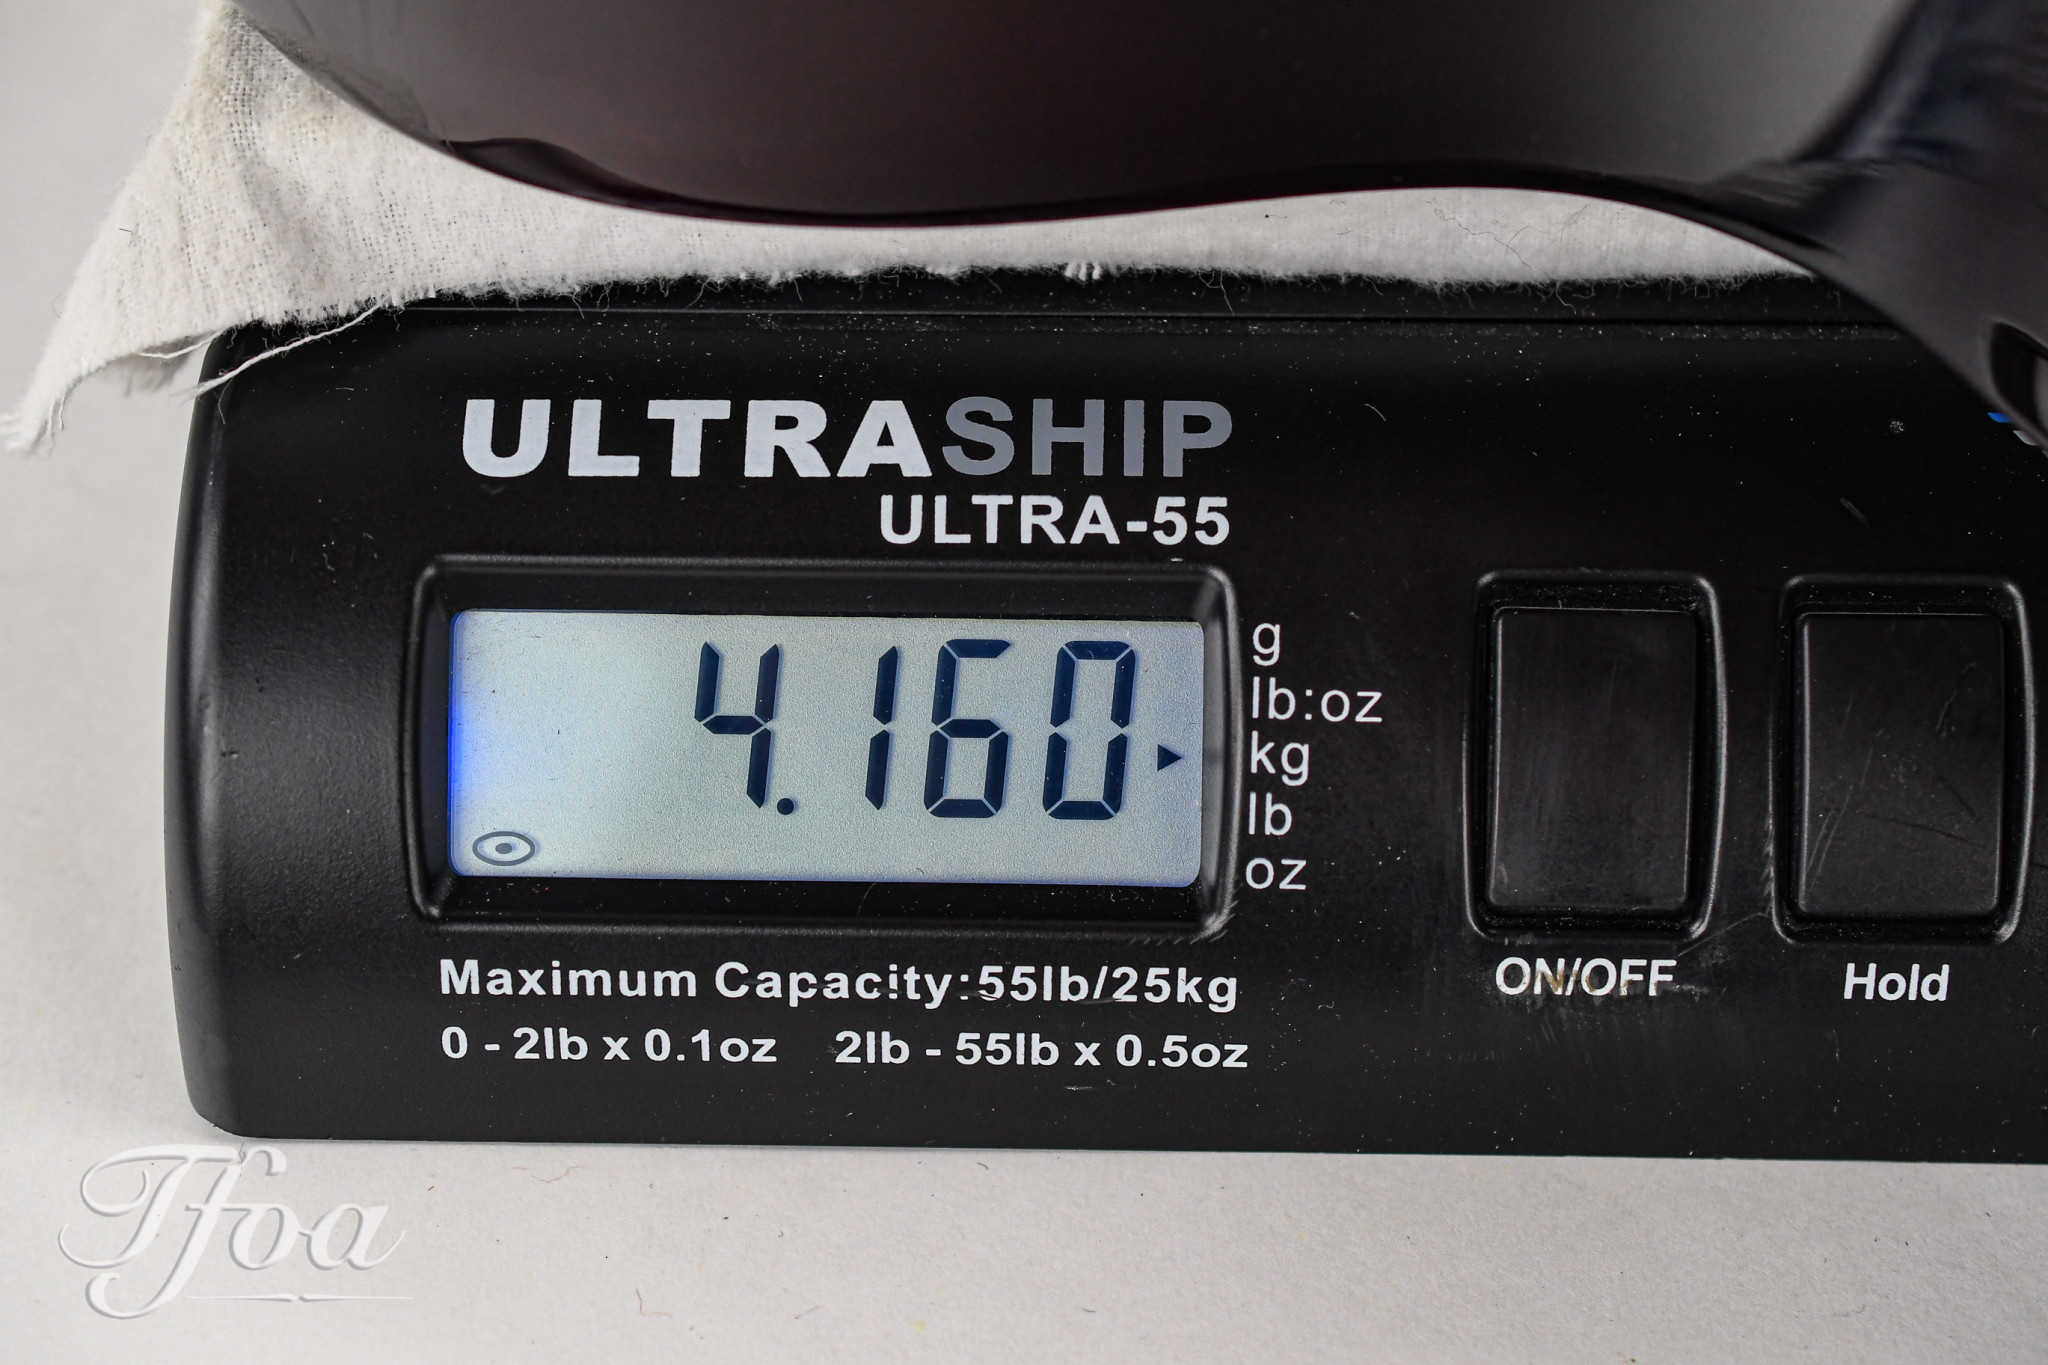 ULTRASHIP
ULTRA-55
4.160
g
lb:oz
kg
lb
oz
ON/OFF
Hold
Maximum Capacity:55lb/25kg
0 - 2lb x 0.1oz 2lb - 55lb x 0.5oz
Tfoa